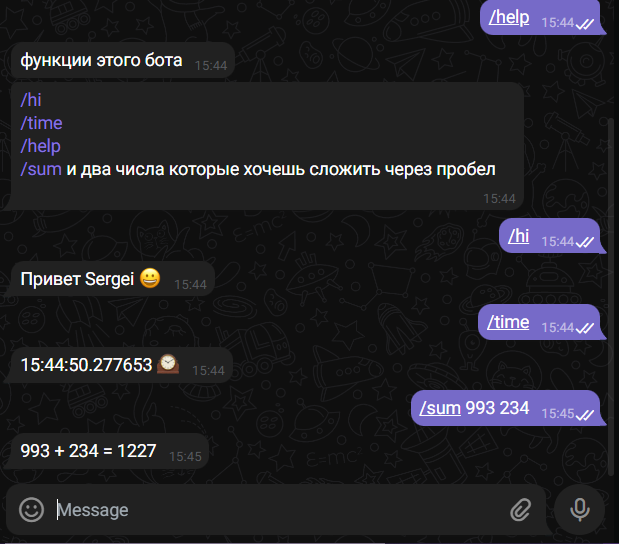 /help 15:44
функции этого бота 15:44
/hi
/time
/help
/sum и два числа которые хочешь сложить через пробел
15:44
/hi 15:44
Привет Sergei 😀 15:44
/time 15:44
15:44:50.277653 🕰️ 15:44
/sum 993 234 15:45
993 + 234 = 1227 15:45
Message